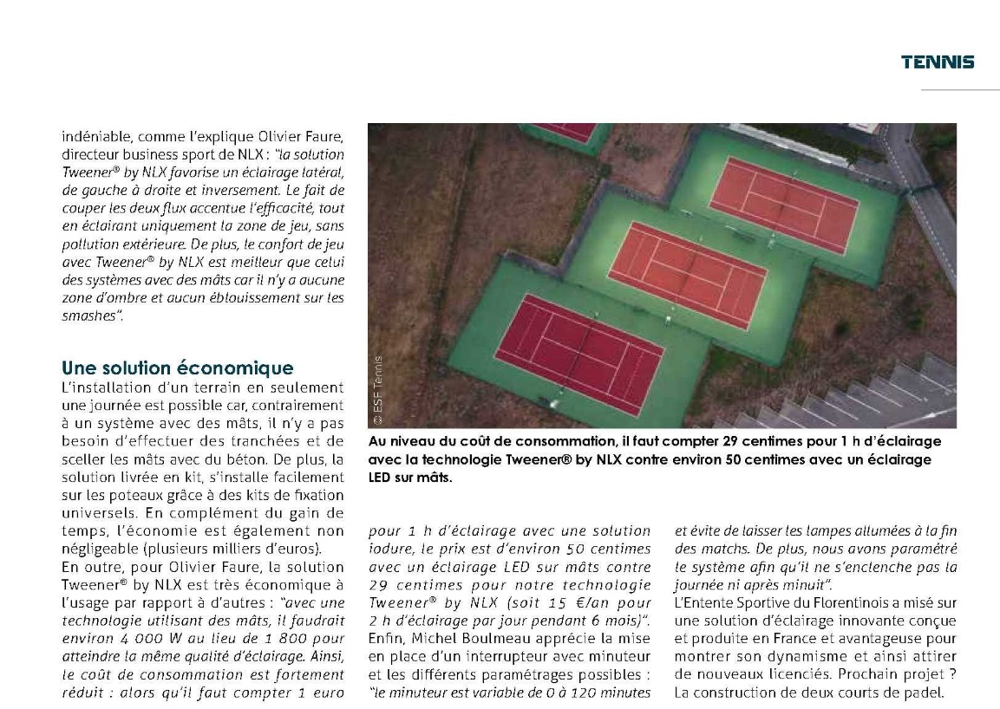 TENNIS
indéniable, comme l'explique Olivier Faure,
directeur business sport de NLX : "la solution
Tweener® by NLX favorise un éclairage latéral,
de gauche à droite et inversement. Le fait de
couper les deux flux accentue l'efficacité, tout
en éclairant uniquement la zone de jeu, sans
pollution extérieure. De plus, le confort de jeu
avec Tweener® by NLX est meilleur que celui
des systèmes avec des mâts car il n'y a aucune
zone d'ombre et aucun éblouissement sur les
smashes".
Une solution économique
L'installation d'un terrain en seulement
une journée est possible car, contrairement
à un système avec des mâts, il n'y a pas
besoin d'effectuer des tranchées et de
sceller les mâts avec du béton. De plus, la
solution livrée en kit, s'installe facilement
sur les poteaux grâce à des kits de fixation
universels. En complément du gain de
temps, l'économie est également non
négligeable (plusieurs milliers d'euros).
En outre, pour Olivier Faure, la solution
Tweener® by NLX est très économique à
l'usage par rapport à d'autres : "avec une
technologie utilisant des mâts, il faudrait
environ 4 000 W au lieu de 1 800 pour
atteindre la même qualité d'éclairage. Ainsi,
le coût de consommation est fortement
réduit : alors qu'il faut compter 1 euro
© ESF Tennis
Au niveau du coût de consommation, il faut compter 29 centimes pour 1 h d'éclairage
avec la technologie Tweener® by NLX contre environ 50 centimes avec un éclairage
LED sur mâts.
pour 1 h d'éclairage avec une solution
iodure, le prix est d'environ 50 centimes
avec un éclairage LED sur mâts contre
29 centimes pour notre technologie
Tweener® by NLX (soit 15 €/an pour
2 h d'éclairage par jour pendant 6 mois)".
Enfin, Michel Boulmeau apprécie la mise
en place d'un interrupteur avec minuteur
et les différents paramétrages possibles :
"le minuteur est variable de 0 à 120 minutes
et évite de laisser les lampes allumées à la fin
des matchs. De plus, nous avons paramétré
le système afin qu'il ne s'enclenche pas la
journée ni après minuit".
L'Entente Sportive du Florentinois a misé sur
une solution d'éclairage innovante conçue
et produite en France et avantageuse pour
montrer son dynamisme et ainsi attirer
de nouveaux licenciés. Prochain projet ?
La construction de deux courts de padel.